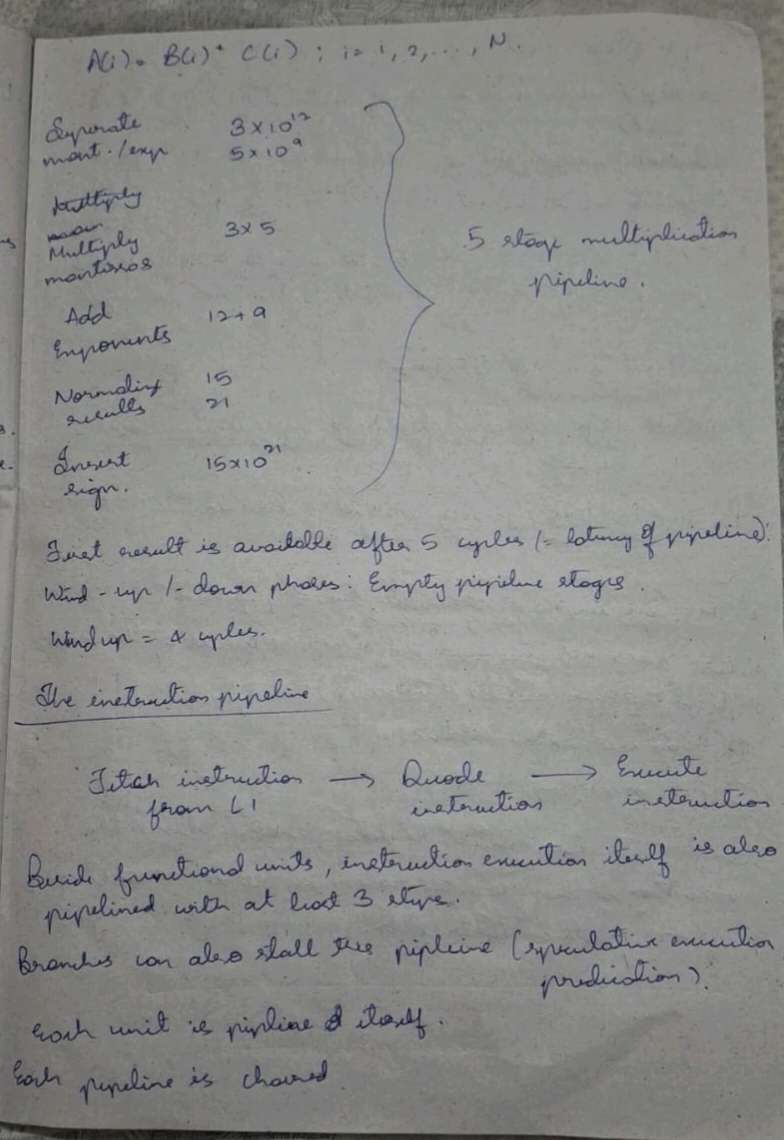 A(i) = B(i) * C(i) ; i = 1, 2, ..., N.
Separate 3 x 10^12
mant./exp 5 x 10^9
Multiply
Multiply 3 x 5
mantissas
Add 12 + 9
Exponents
5 stage multiplication
pipeline.
Normalize 15
results 21
Insert 15 x 10^21
sign.
First result is available after 5 cycles (= latency of pipeline).
Wind-up /-down phases: Empty pipeline stages.
Wind up = 4 cycles.
The instruction pipeline
Fetch instruction → Decode → Execute
from L1 instruction instruction
Beside functional units, instruction execution itself is also
pipelined with at least 3 steps.
Branches can also stall the pipline (speculative execution
predication).
Each unit is pipline d itself.
Each pipeline is